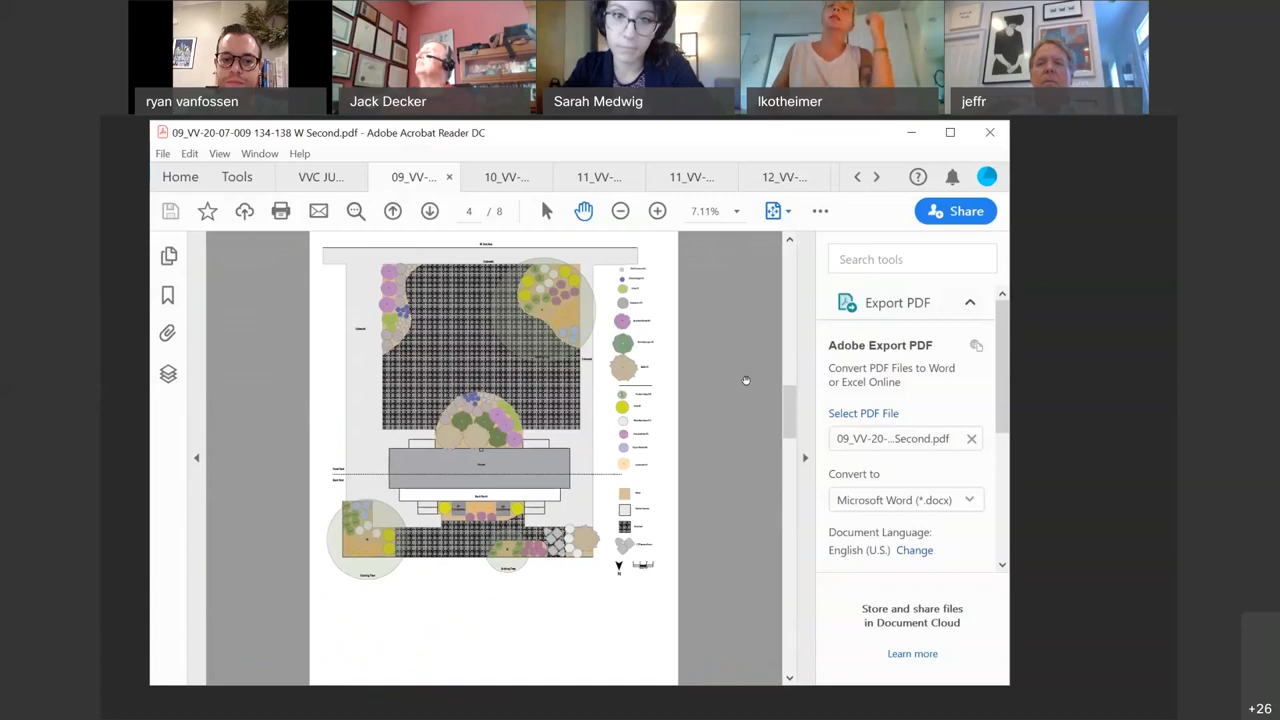 ryan vanfossen
Jack Decker
Sarah Medwig
lkotheimer
jeffr
09_VV-20-07-009 134-138 W Second.pdf - Adobe Acrobat Reader DC
File Edit View Window Help
Home Tools VVC JU... 09_VV-... 10_VV-... 11_VV-... 11_VV-... 12_VV-...
4 / 8 7.11% Share
Search tools
Export PDF
Adobe Export PDF
Convert PDF Files to Word
or Excel Online
Select PDF File
09_VV-20-...Second.pdf
Convert to
Microsoft Word (*.docx)
Document Language:
English (U.S.) Change
Store and share files
in Document Cloud
Learn more
+26